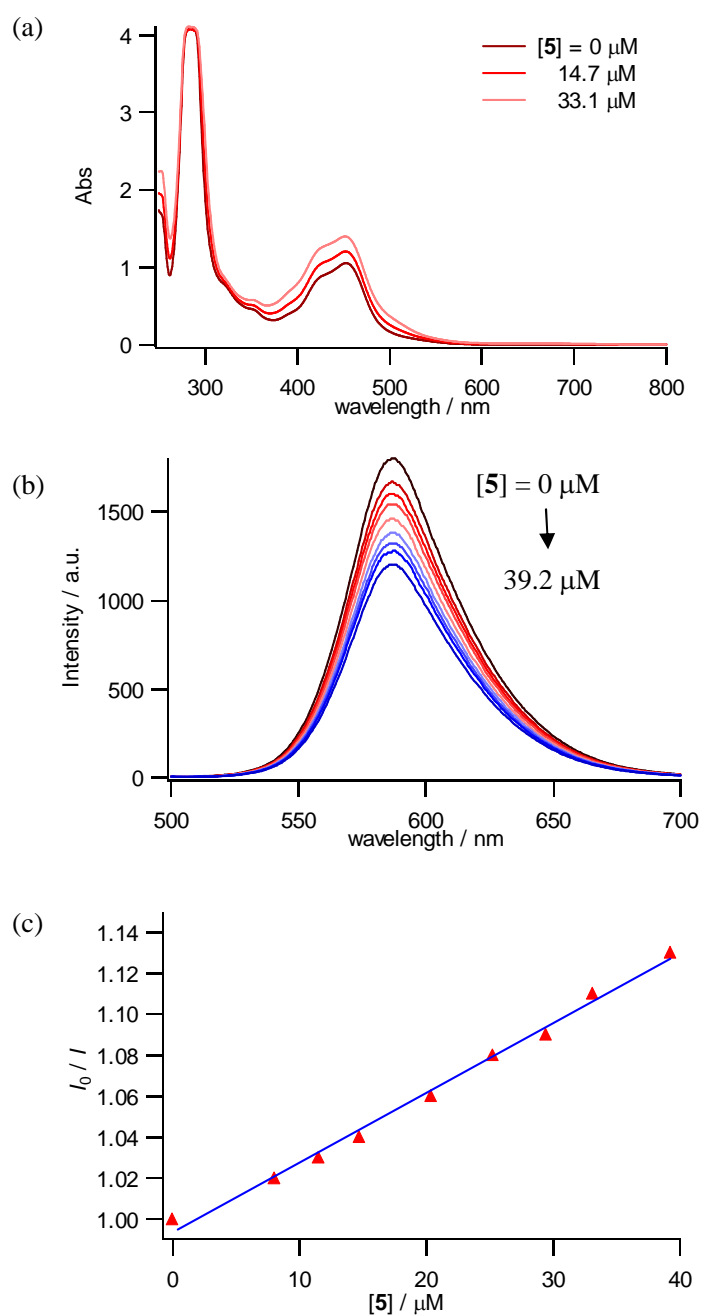 (a)
4
3
2
1
0
Abs
[5] = 0 μM
14.7 μM
33.1 μM
300 400 500 600 700 800
wavelength / nm
(b)
1500
1000
500
0
Intensity / a.u.
[5] = 0 μM
39.2 μM
500 550 600 650 700
wavelength / nm
(c)
1.14
1.12
1.10
1.08
1.06
1.04
1.02
1.00
I0 / I
0 10 20 30 40
[5] / μM